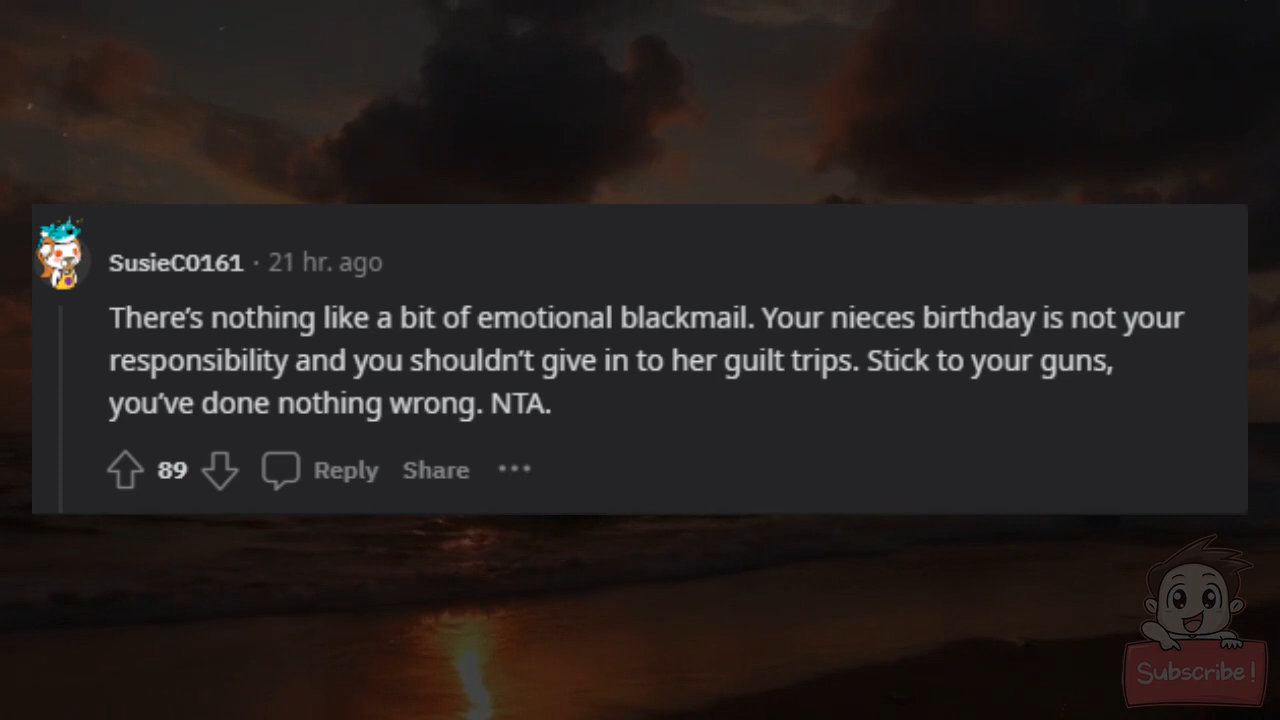 SusieC0161 · 21 hr. ago
There’s nothing like a bit of emotional blackmail. Your nieces birthday is not your
responsibility and you shouldn’t give in to her guilt trips. Stick to your guns,
you’ve done nothing wrong. NTA.
89 Reply Share ···
Subscribe!